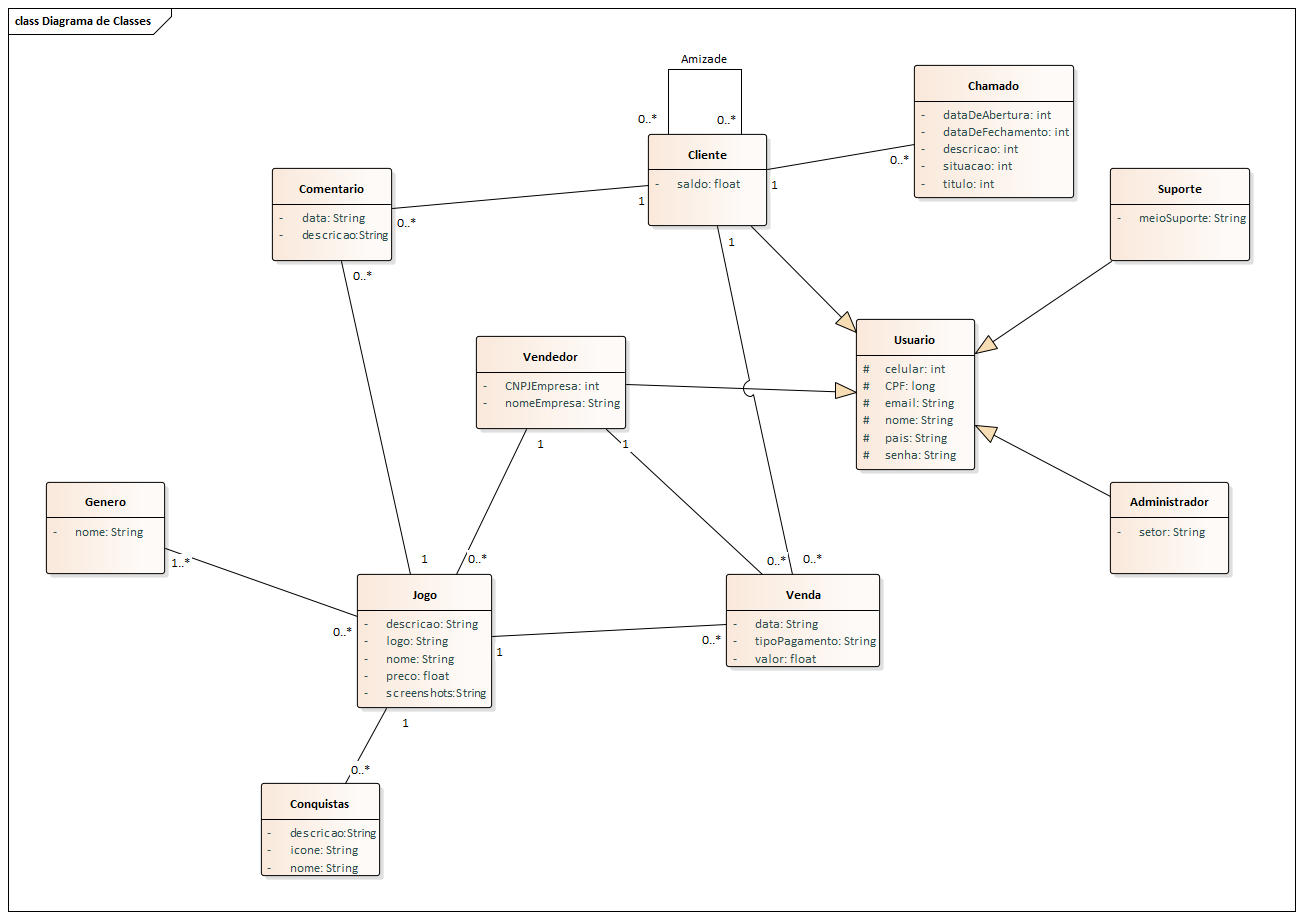 class Diagrama de Classes
Amizade
0..*
0..*
Cliente
- saldo: float
1
1
1
Chamado
- dataDeAbertura: int
- dataDeFechamento: int
- descricao: int
- situacao: int
- titulo: int
0..*
Comentario
- data: String
- descricao:String
0..*
0..*
Suporte
- meioSuporte: String
Usuario
# celular: int
# CPF: long
# email: String
# nome: String
# pais: String
# senha: String
Vendedor
- CNPJEmpresa: int
- nomeEmpresa: String
1
1
Genero
- nome: String
1..*
Administrador
- setor: String
1
0..*
0..*
0..*
Jogo
- descricao: String
- logo: String
- nome: String
- preco: float
- screenshots:String
0..*
1
1
Venda
- data: String
- tipoPagamento: String
- valor: float
0..*
0..*
Conquistas
- descricao:String
- icone: String
- nome: String